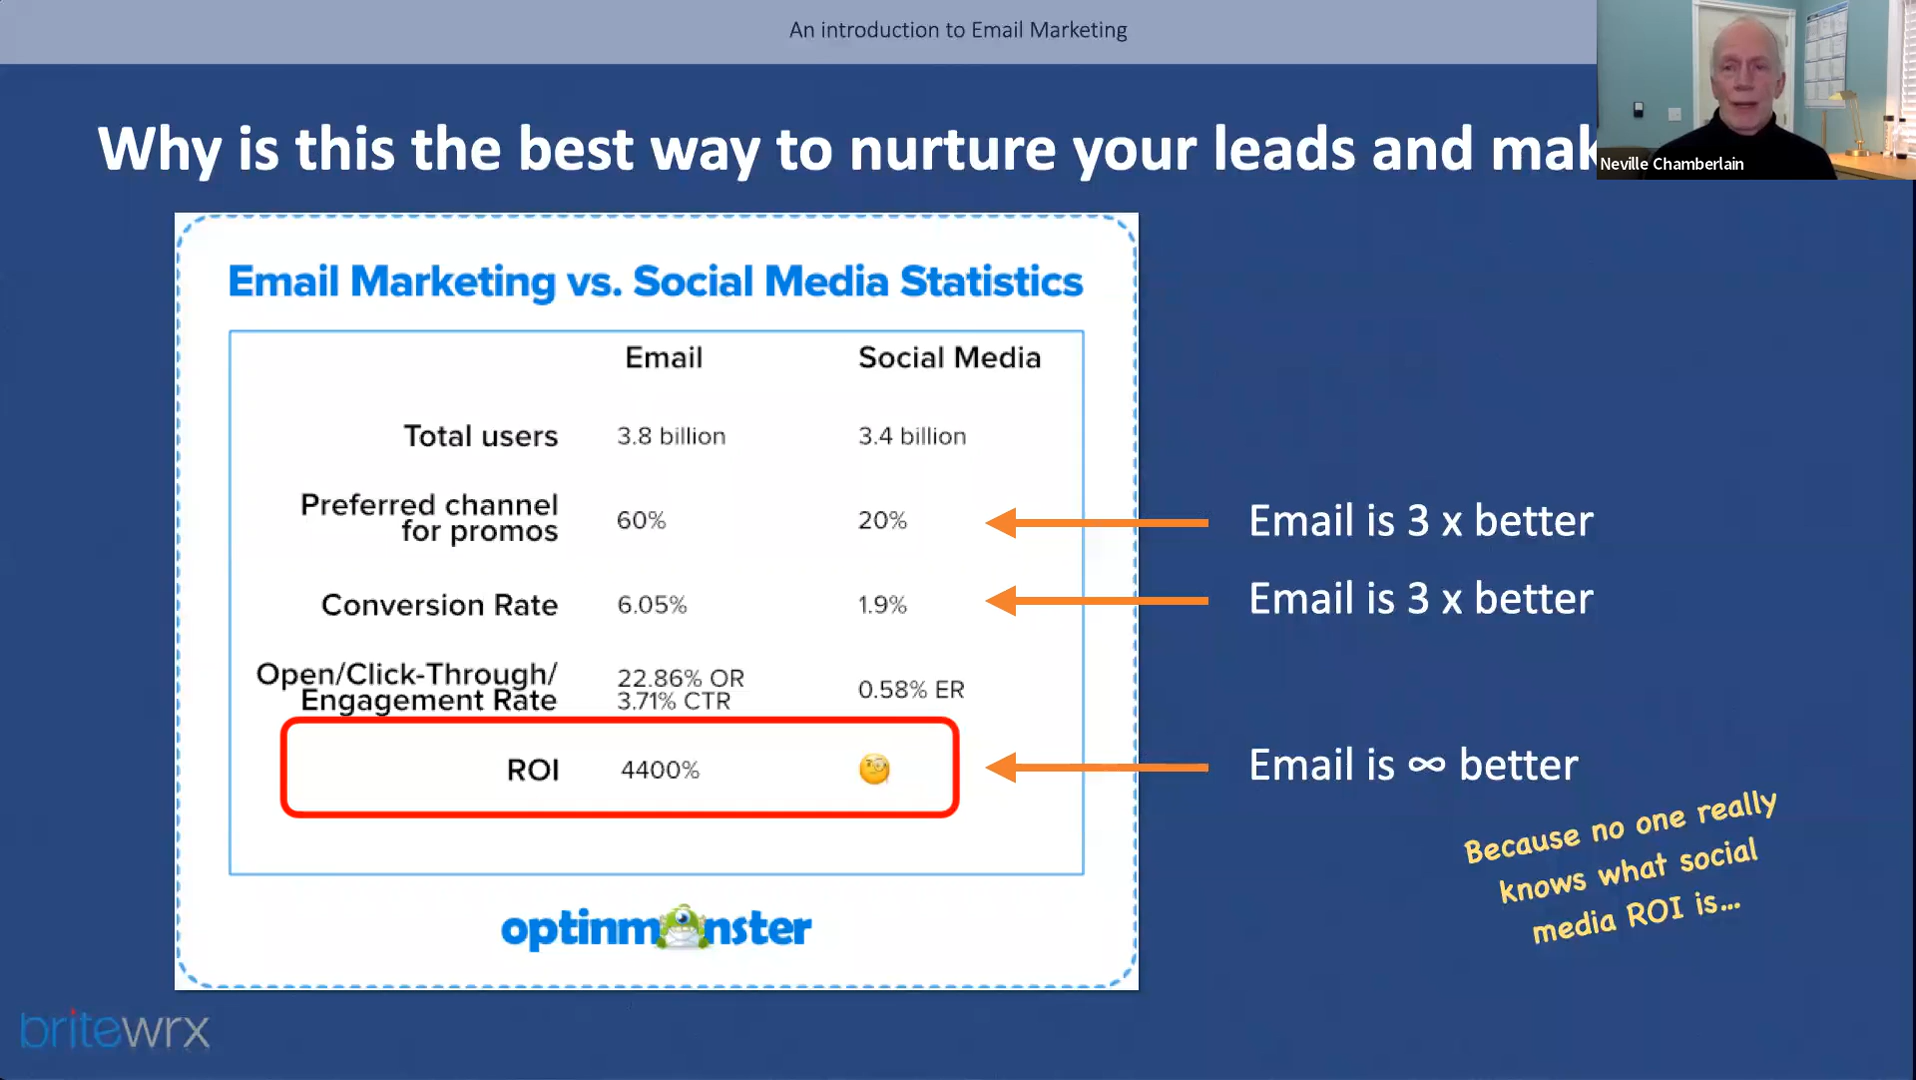 An introduction to Email Marketing
Why is this the best way to nurture your leads and mak
Neville Chamberlain
Email Marketing vs. Social Media Statistics
Email Social Media
Total users 3.8 billion 3.4 billion
Preferred channel
for promos 60% 20%
Email is 3 x better
Conversion Rate 6.05% 1.9%
Email is 3 x better
Open/Click-Through/ 22.86% OR
Engagement Rate 3.71% CTR 0.58% ER
ROI 4400%
Email is ∞ better
Because no one really
knows what social
media ROI is...
optinmonster
britewrx